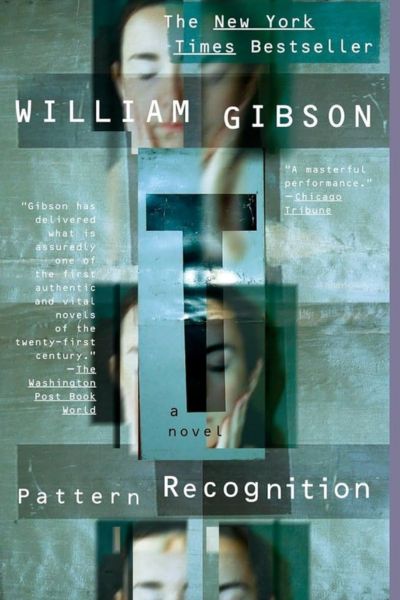 The New York
Times Bestseller
WILLIAM GIBSON
"A masterful
performance."
—Chicago
Tribune
"Gibson has
delivered
what is
assuredly
one of
the first
authentic
and vital
novels
of the
twenty-first
century."
—The
Washington
Post Book
World
T
a
novel
Pattern Recognition